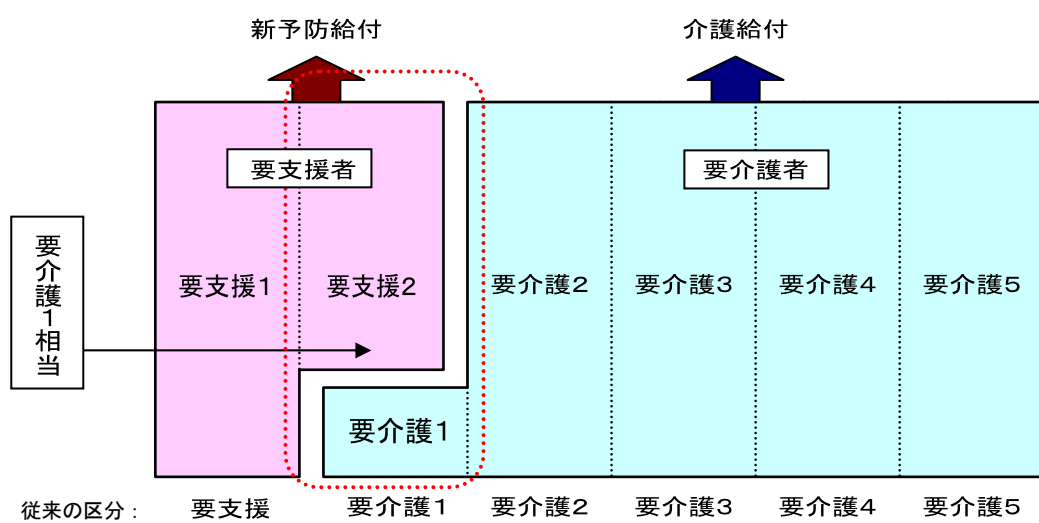 新予防給付
介護給付
要支援者
要介護者
要介護1相当
要支援1
要支援2
要介護2
要介護3
要介護4
要介護5
要介護1
従来の区分：
要支援
要介護1
要介護2
要介護3
要介護4
要介護5